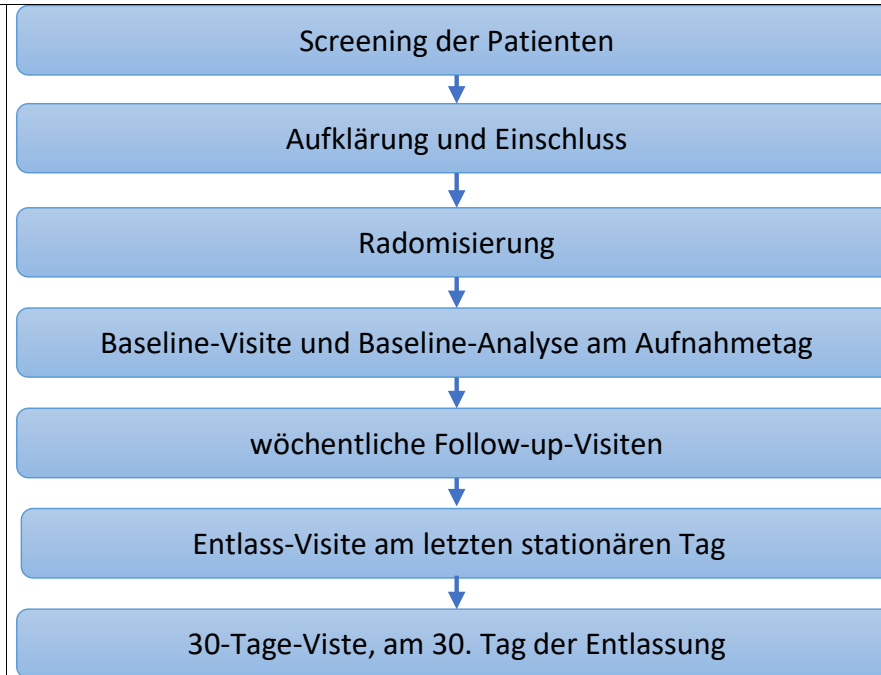 Screening der Patienten
Aufklärung und Einschluss
Radomisierung
Baseline-Visite und Baseline-Analyse am Aufnahmetag
wöchentliche Follow-up-Visiten
Entlass-Visite am letzten stationären Tag
30-Tage-Viste, am 30. Tag der Entlassung